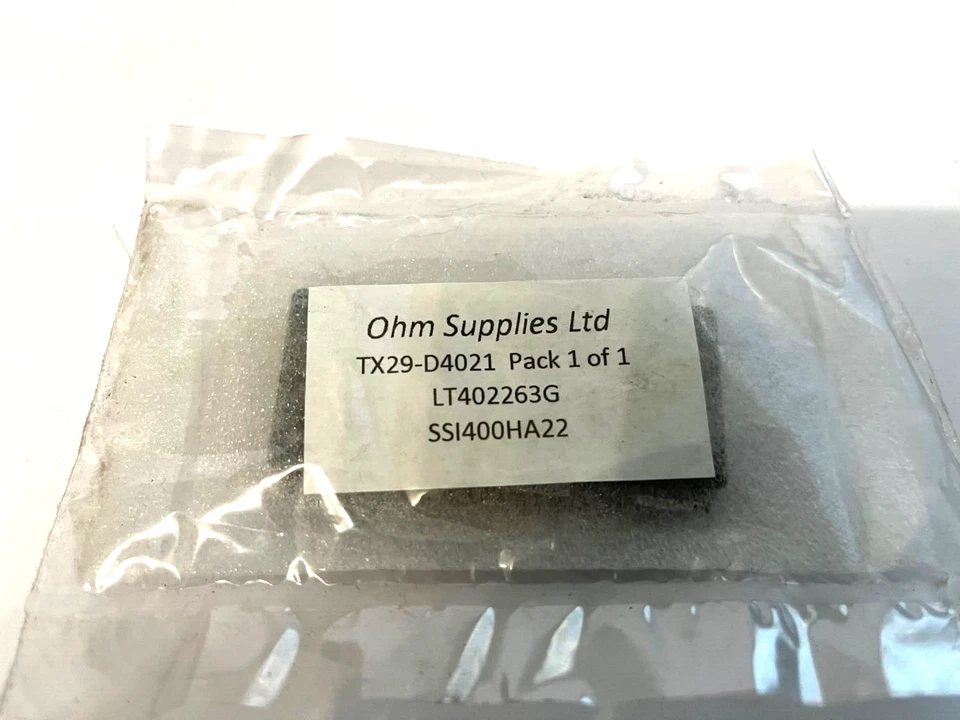 Ohm Supplies Ltd
TX29-D4021 Pack 1 of 1
LT402263G
SSI400HA22